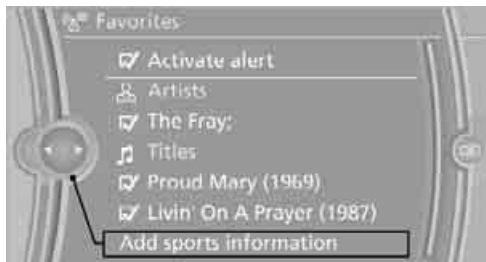 Favorites
Activate alert
Artists
The Fray;
Titles
Proud Mary (1969)
Livin' On A Prayer (1987)
Add sports information